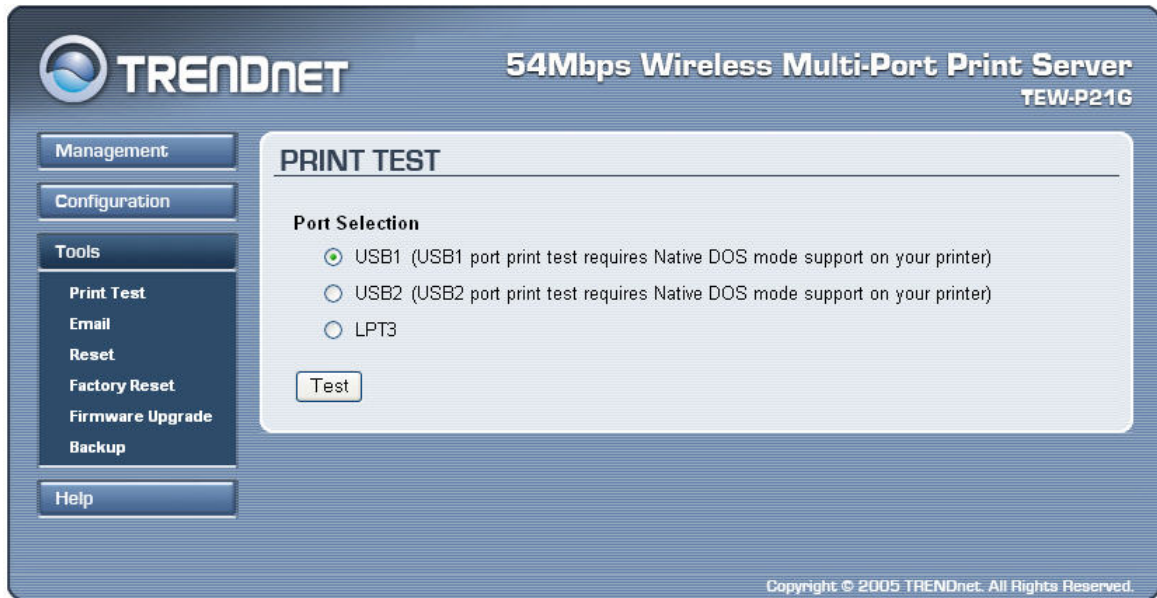 TRENDNET
54Mbps Wireless Multi-Port Print Server
TEW-P21G
Management
Configuration
Tools
Print Test
Email
Reset
Factory Reset
Firmware Upgrade
Backup
Help
PRINT TEST
Port Selection
USB1 (USB1 port print test requires Native DOS mode support on your printer)
USB2 (USB2 port print test requires Native DOS mode support on your printer)
LPT3
Test
Copyright © 2005 TRENDnet. All Rights Reserved.